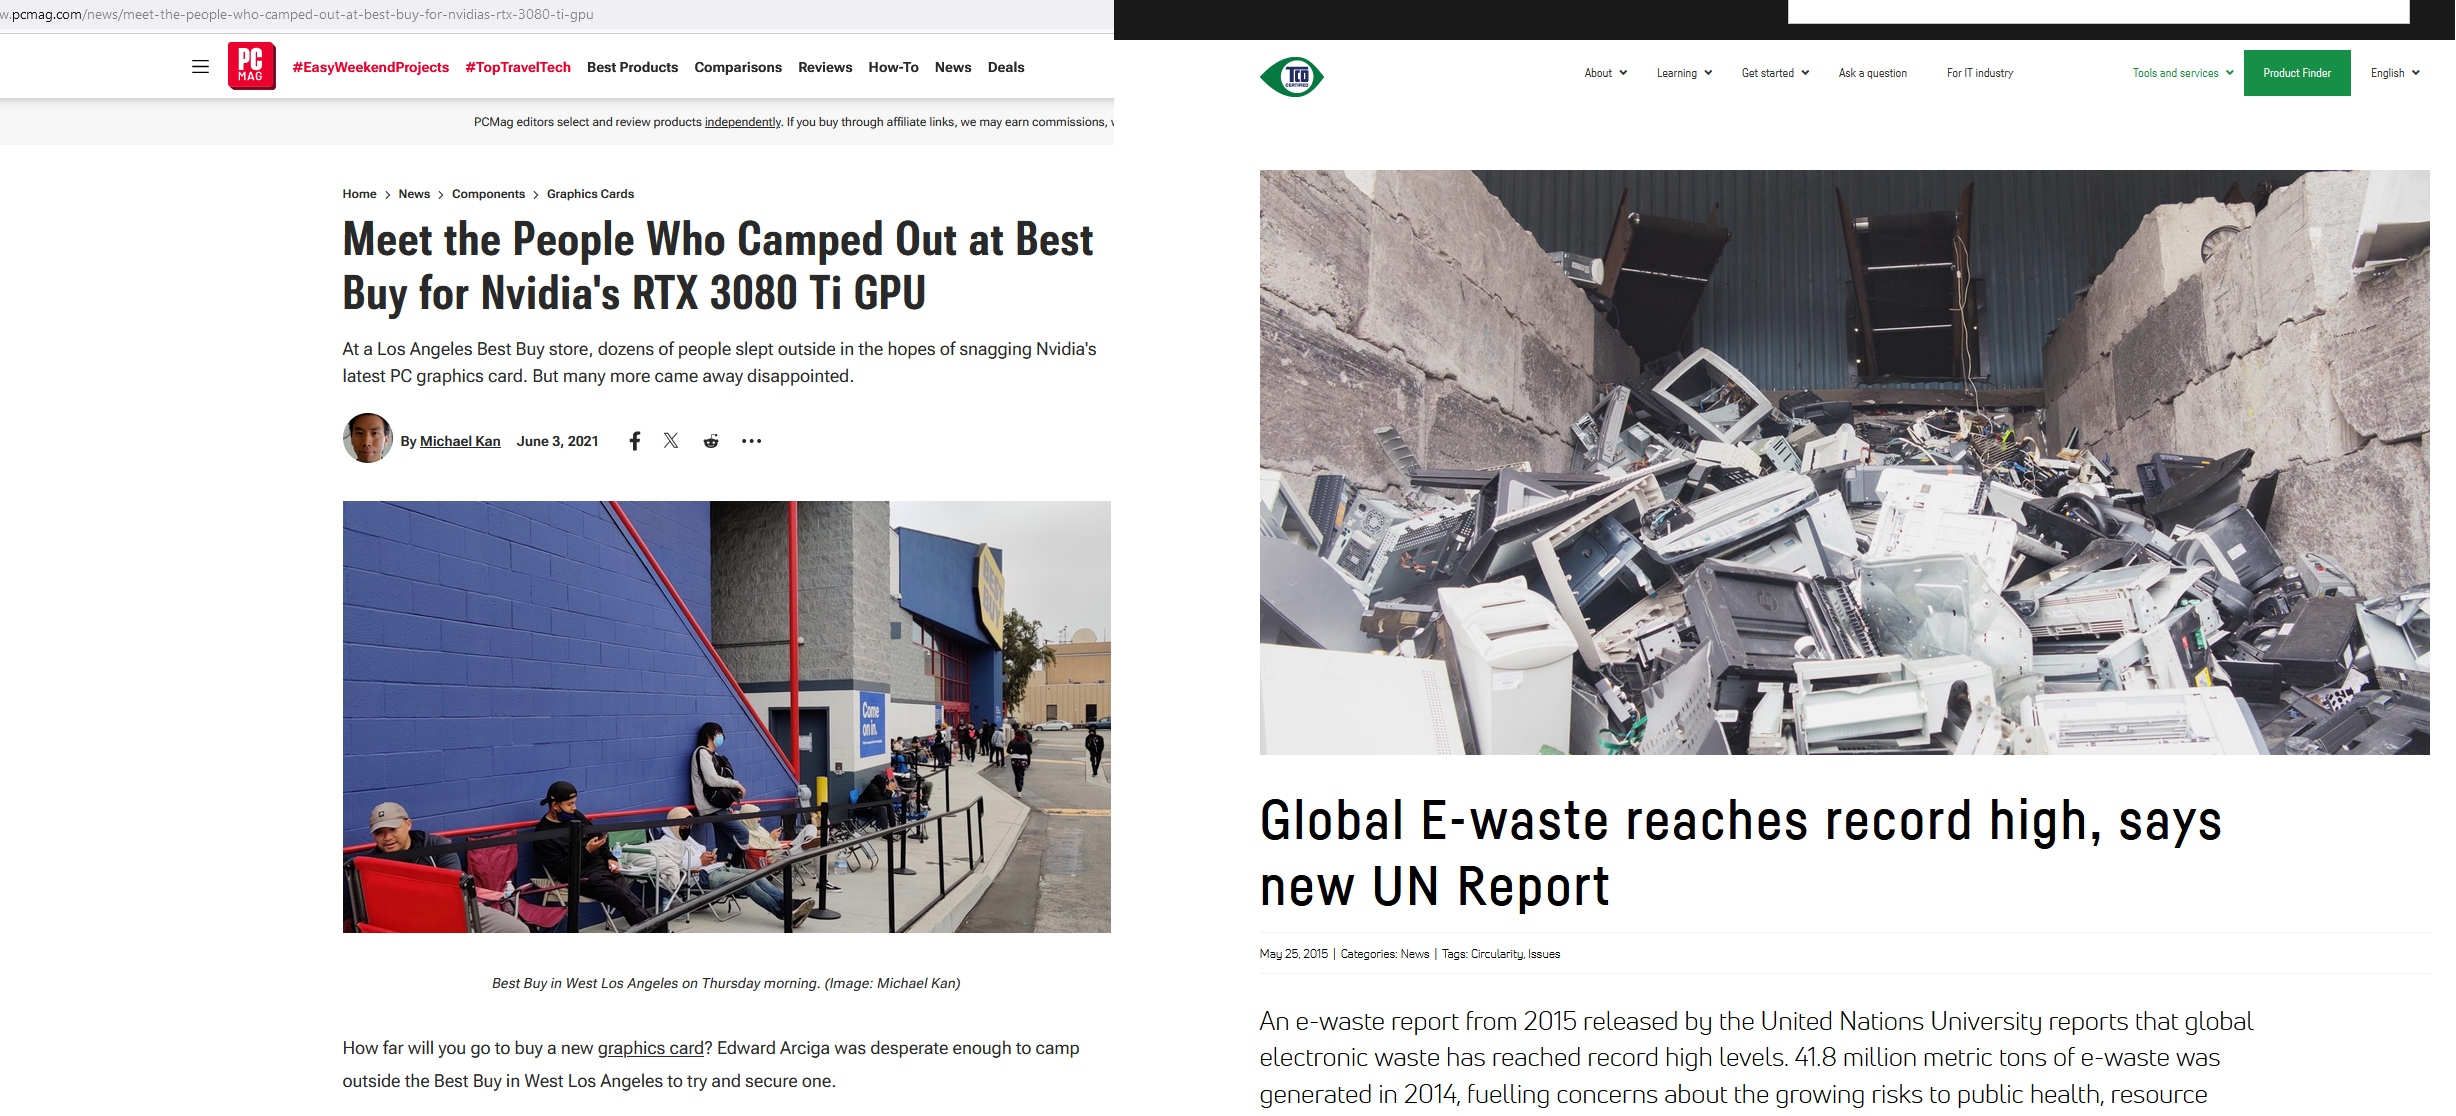 w.pcmag.com/news/meet-the-people-who-camped-out-at-best-buy-for-nvidias-rtx-3080-ti-gpu
PC
MAG
#EasyWeekendProjects #TopTravelTech Best Products Comparisons Reviews How-To News Deals
PCMag editors select and review products independently. If you buy through affiliate links, we may earn commissions,
Home > News > Components > Graphics Cards
Meet the People Who Camped Out at Best
Buy for Nvidia's RTX 3080 Ti GPU
At a Los Angeles Best Buy store, dozens of people slept outside in the hopes of snagging Nvidia's
latest PC graphics card. But many more came away disappointed.
By Michael Kan June 3, 2021
BEST
BUY
Come
on in.
Best Buy in West Los Angeles on Thursday morning. (Image: Michael Kan)
How far will you go to buy a new graphics card? Edward Arciga was desperate enough to camp
outside the Best Buy in West Los Angeles to try and secure one.
TCO
CERTIFIED
About Learning Get started Ask a question For IT industry Tools and services Product Finder English
Global E-waste reaches record high, says
new UN Report
May 25, 2015 | Categories: News | Tags: Circularity, Issues
An e-waste report from 2015 released by the United Nations University reports that global
electronic waste has reached record high levels. 41.8 million metric tons of e-waste was
generated in 2014, fuelling concerns about the growing risks to public health, resource